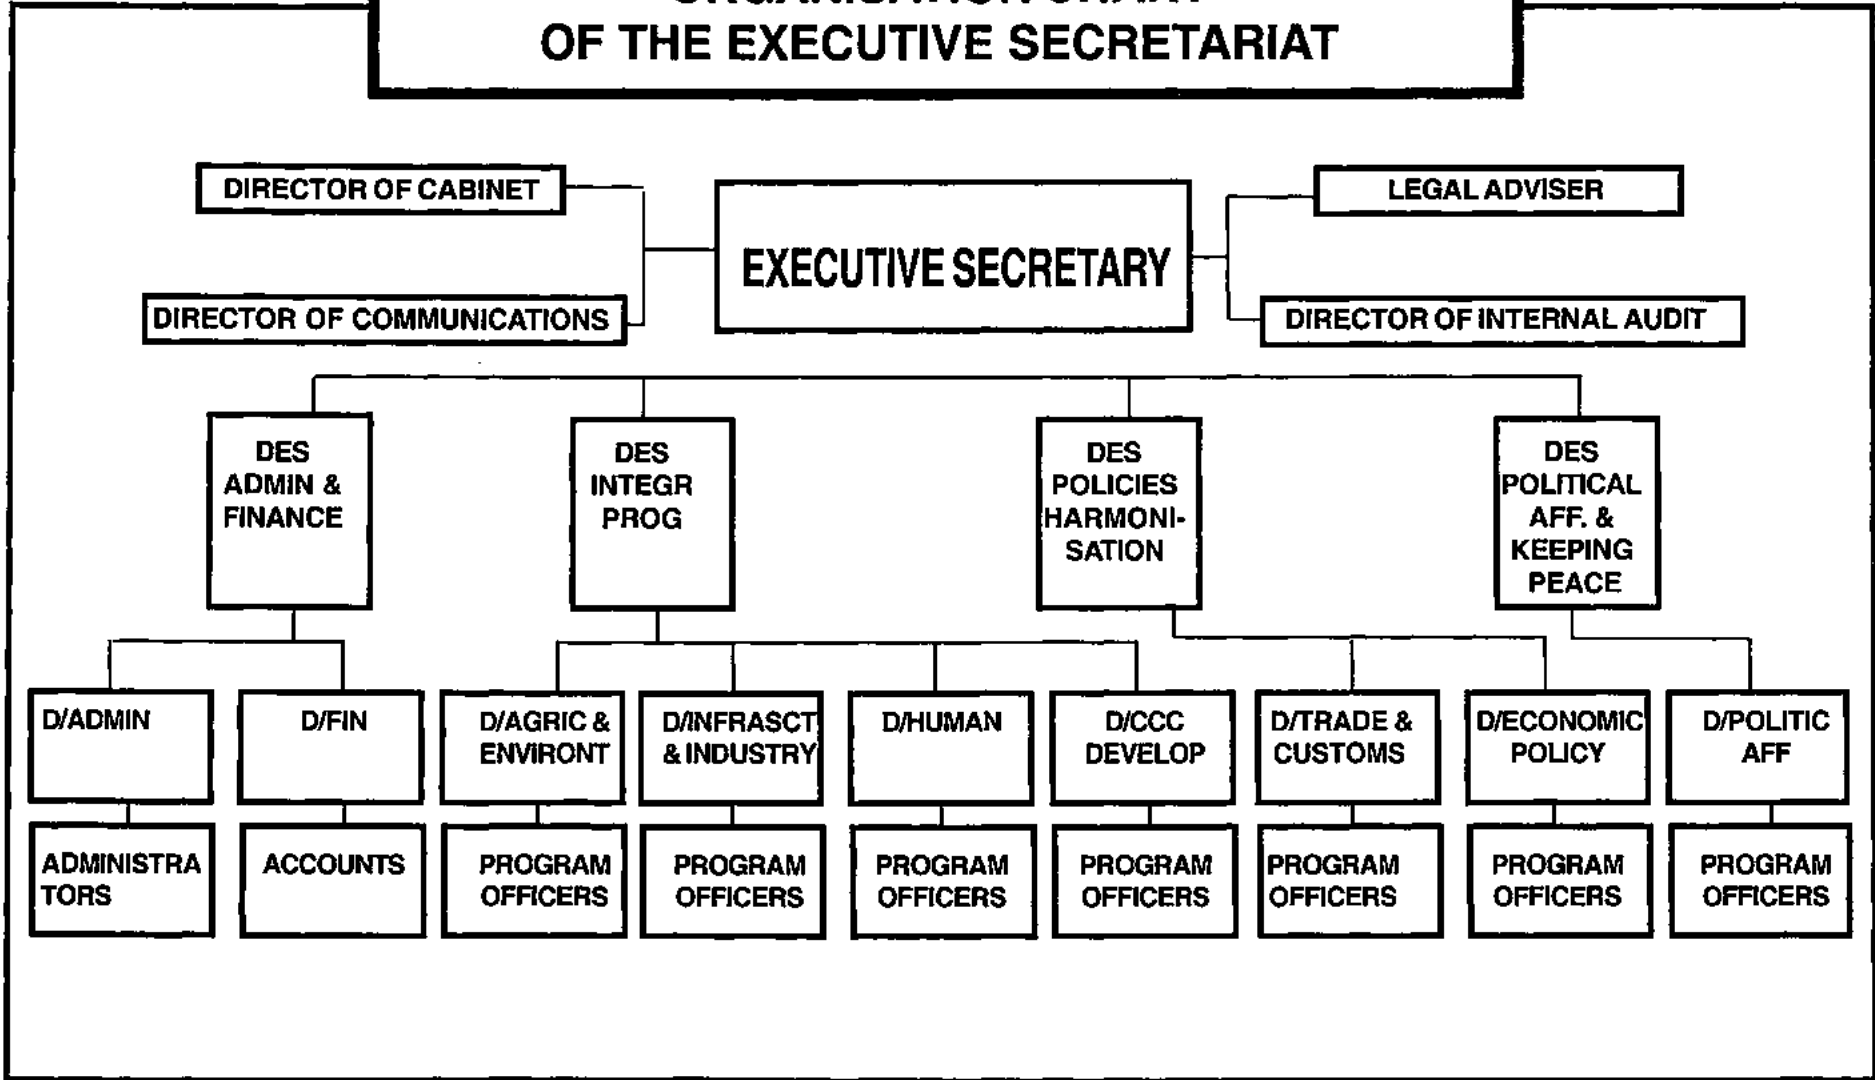 OF THE EXECUTIVE SECRETARIAT
DIRECTOR OF CABINET
LEGAL ADVISER
EXECUTIVE SECRETARY
DIRECTOR OF COMMUNICATIONS
DIRECTOR OF INTERNAL AUDIT
DES
ADMIN &
FINANCE
DES
INTEGR
PROG
DES
POLICIES
HARMONI-
SATION
DES
POLITICAL
AFF. &
KEEPING
PEACE
D/ADMIN
D/FIN
D/AGRIC &
ENVIRONT
D/INFRASCT
& INDUSTRY
D/HUMAN
D/CCC
DEVELOP
D/TRADE &
CUSTOMS
D/ECONOMIC
POLICY
D/POLITIC
AFF
ADMINISTRA
TORS
ACCOUNTS
PROGRAM
OFFICERS
PROGRAM
OFFICERS
PROGRAM
OFFICERS
PROGRAM
OFFICERS
PROGRAM
OFFICERS
PROGRAM
OFFICERS
PROGRAM
OFFICERS